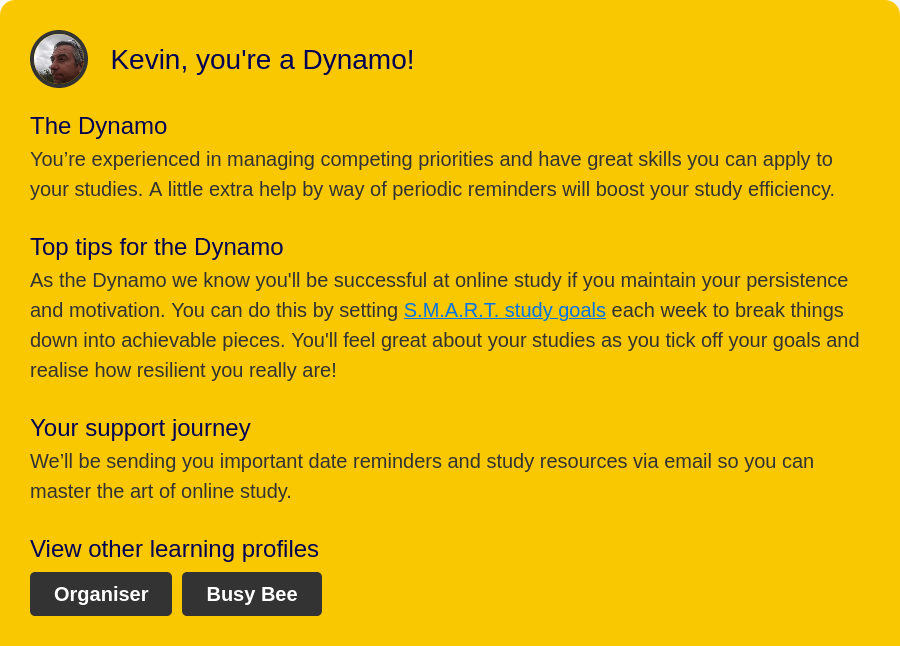 Kevin, you're a Dynamo!
The Dynamo
You’re experienced in managing competing priorities and have great skills you can apply to
your studies. A little extra help by way of periodic reminders will boost your study efficiency.
Top tips for the Dynamo
As the Dynamo we know you'll be successful at online study if you maintain your persistence
and motivation. You can do this by setting S.M.A.R.T. study goals each week to break things
down into achievable pieces. You'll feel great about your studies as you tick off your goals and
realise how resilient you really are!
Your support journey
We’ll be sending you important date reminders and study resources via email so you can
master the art of online study.
View other learning profiles
Organiser Busy Bee